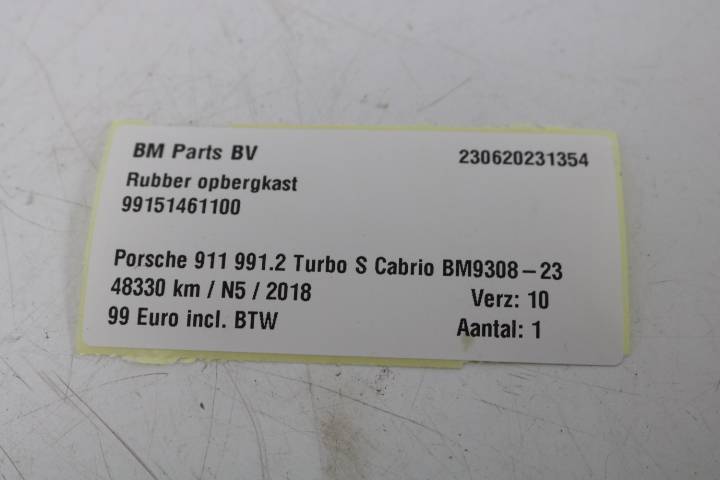 BM Parts BV 230620231354
Rubber opbergkast
99151461100
Porsche 911 991.2 Turbo S Cabrio BM9308-23
48330 km / N5 / 2018 Verz: 10
99 Euro incl. BTW Aantal: 1